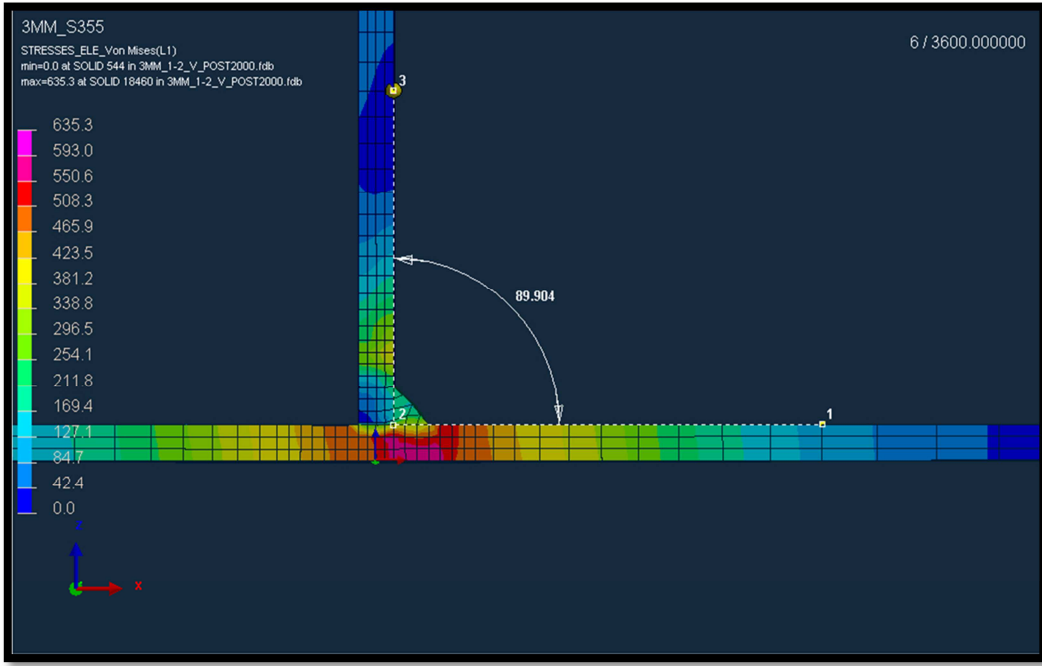 3MM_S355
STRESSES_ELE_Von Mises(L1)
min=0.0 at SOLID 544 in 3MM_1-2_V_POST2000.fdb
max=635.3 at SOLID 18460 in 3MM_1-2_V_POST2000.fdb
6 / 3600.000000
635.3
593.0
550.6
508.3
465.9
423.5
381.2
338.8
296.5
254.1
211.8
169.4
127.1
84.7
42.4
0.0
3
89.904
2
1
Z
X